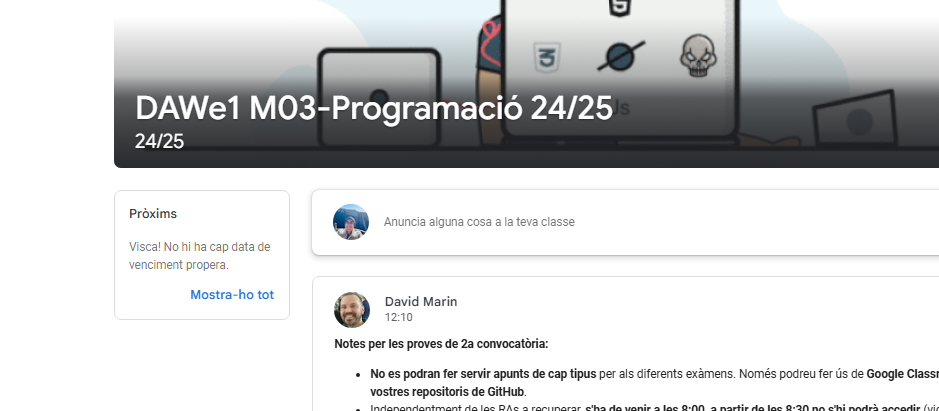 DAWe1 M03-Programació 24/25
24/25
Pròxims
Visca! No hi ha cap data de
venciment propera.
Mostra-ho tot
Anuncia alguna cosa a la teva classe
David Marin
12:10
Notes per les proves de 2a convocatòria:
No es podran fer servir apunts de cap tipus per als diferents exàmens. Només podreu fer ús de Google
vostres repositoris de GitHub.
Independentment de les RAs a recuperar, s'ha de venir a les 8:00, a partir de les 8:30 no s'hi podrà accedir